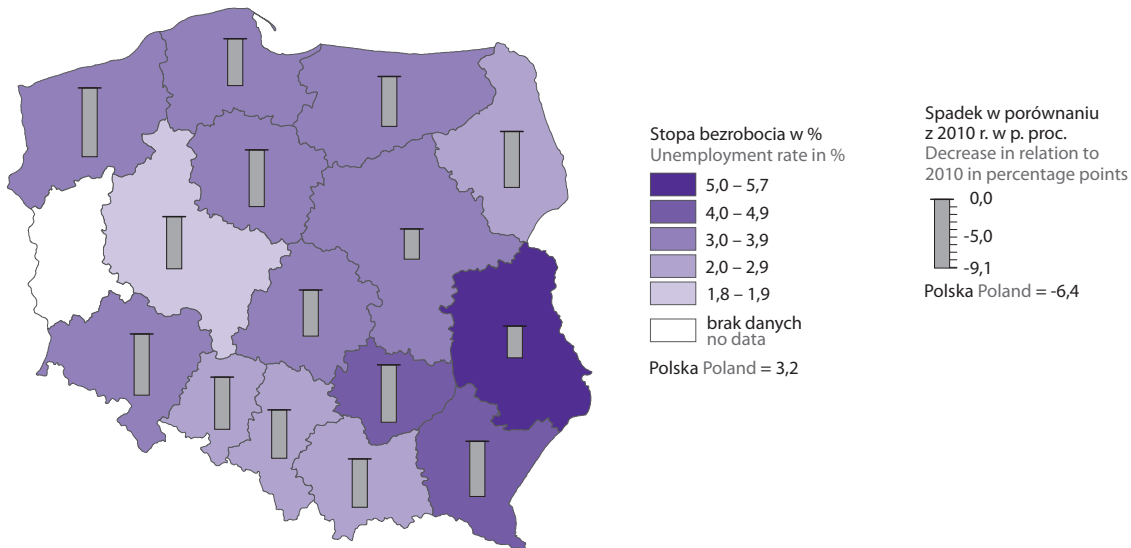 Stopa bezrobocia w %
Unemployment rate in %
5,0 – 5,7
4,0 – 4,9
3,0 – 3,9
2,0 – 2,9
1,8 – 1,9
brak danych
no data
Polska Poland = 3,2
Spadek w porównaniu
z 2010 r. w p. proc.
Decrease in relation to
2010 in percentage points
0,0
-5,0
-9,1
Polska Poland = -6,4